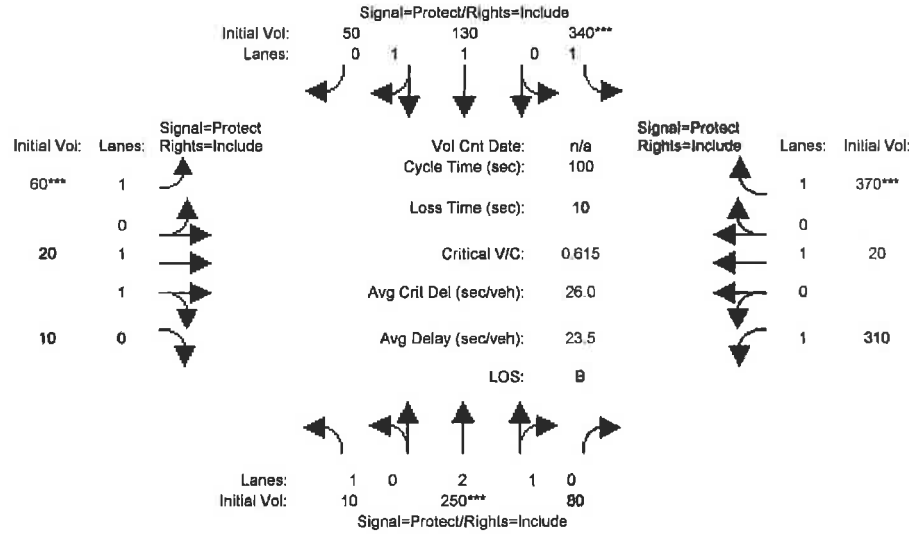 Signal=Protect/Rights=Include
Initial Vol: 50 130 340***
Lanes: 0 1 1 0 1
Signal=Protect
Rights=Include
Initial Vol: Lanes:
60*** 1
0
20 1
1
10 0
Vol Cnt Date: n/a
Cycle Time (sec): 100
Loss Time (sec): 10
Critical V/C: 0.615
Avg Crit Del (sec/veh): 26.0
Avg Delay (sec/veh): 23.5
LOS: B
Signal=Protect
Rights=Include
Lanes: Initial Vol:
1 370***
0
1 20
0
1 310
Lanes: 1 0 2 1 0
Initial Vol: 10 250*** 80
Signal=Protect/Rights=Include